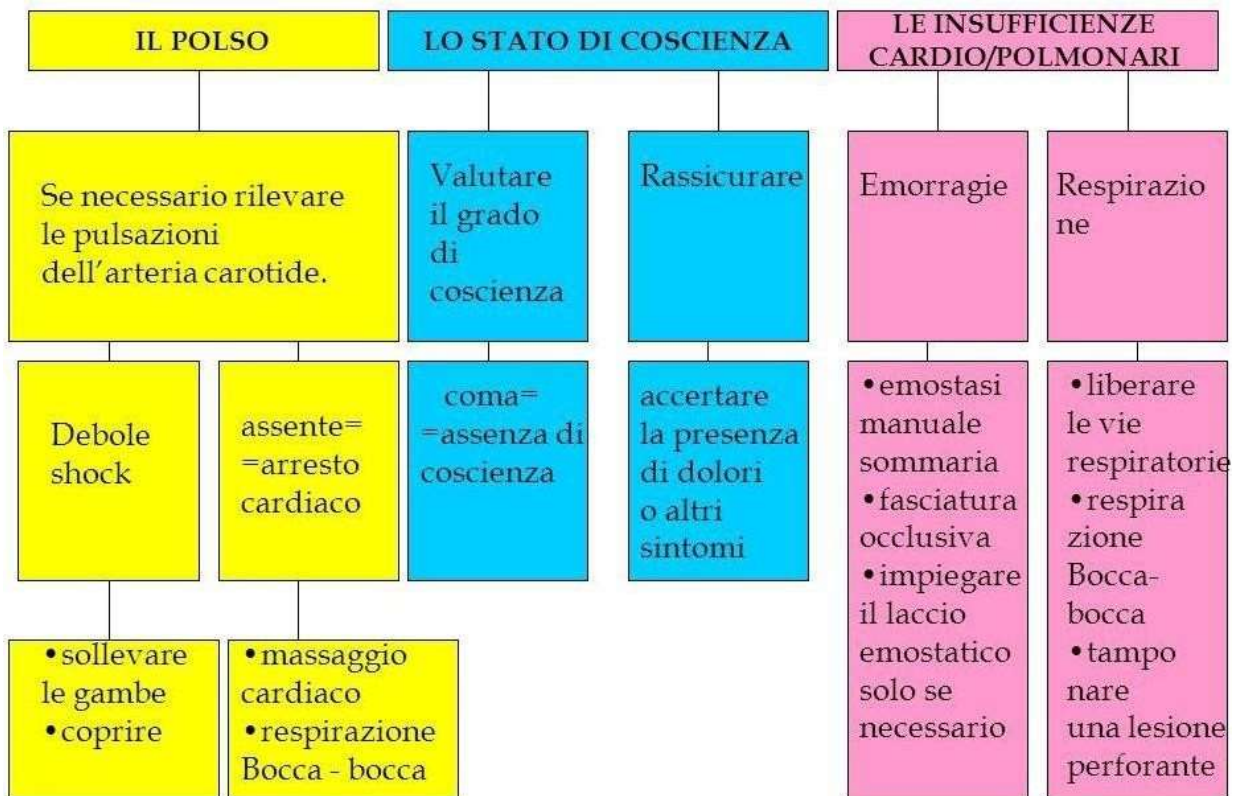 IL POLSO
LO STATO DI COSCIENZA
LE INSUFFICIENZE
CARDIO/POLMONARI
Se necessario rilevare
le pulsazioni
dell'arteria carotide.
Valutare
il grado
di
coscienza
Rassicurare
Emorragie
Respirazio
ne
Debole
shock
assente=
=arresto
cardiaco
coma=
=assenza di
coscienza
accertare
la presenza
di dolori
o altri
sintomi
•emostasi
manuale
sommaria
•fasciatura
occlusiva
•impiegare
il laccio
emostatico
solo se
necessario
•liberare
le vie
respiratorie
•respira
zione
Bocca-
bocca
•tampo
nare
una lesione
perforante
•sollevare
le gambe
•coprire
•massaggio
cardiaco
•respirazione
Bocca - bocca